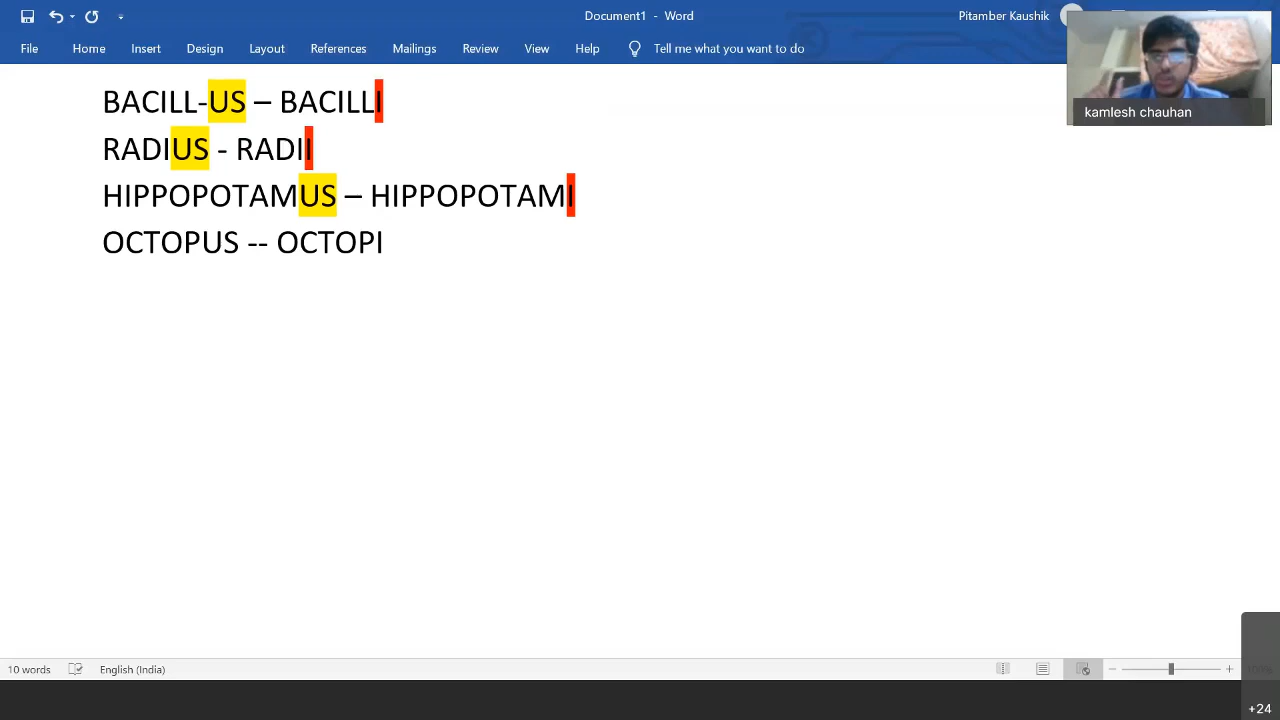 Document1 - Word
Pitamber Kaushik
File Home Insert Design Layout References Mailings Review View Help Tell me what you want to do
kamlesh chauhan
BACILL-US – BACILLI
RADIUS - RADII
HIPPOPOTAMUS – HIPPOPOTAMI
OCTOPUS -- OCTOPI
10 words English (India)
+24